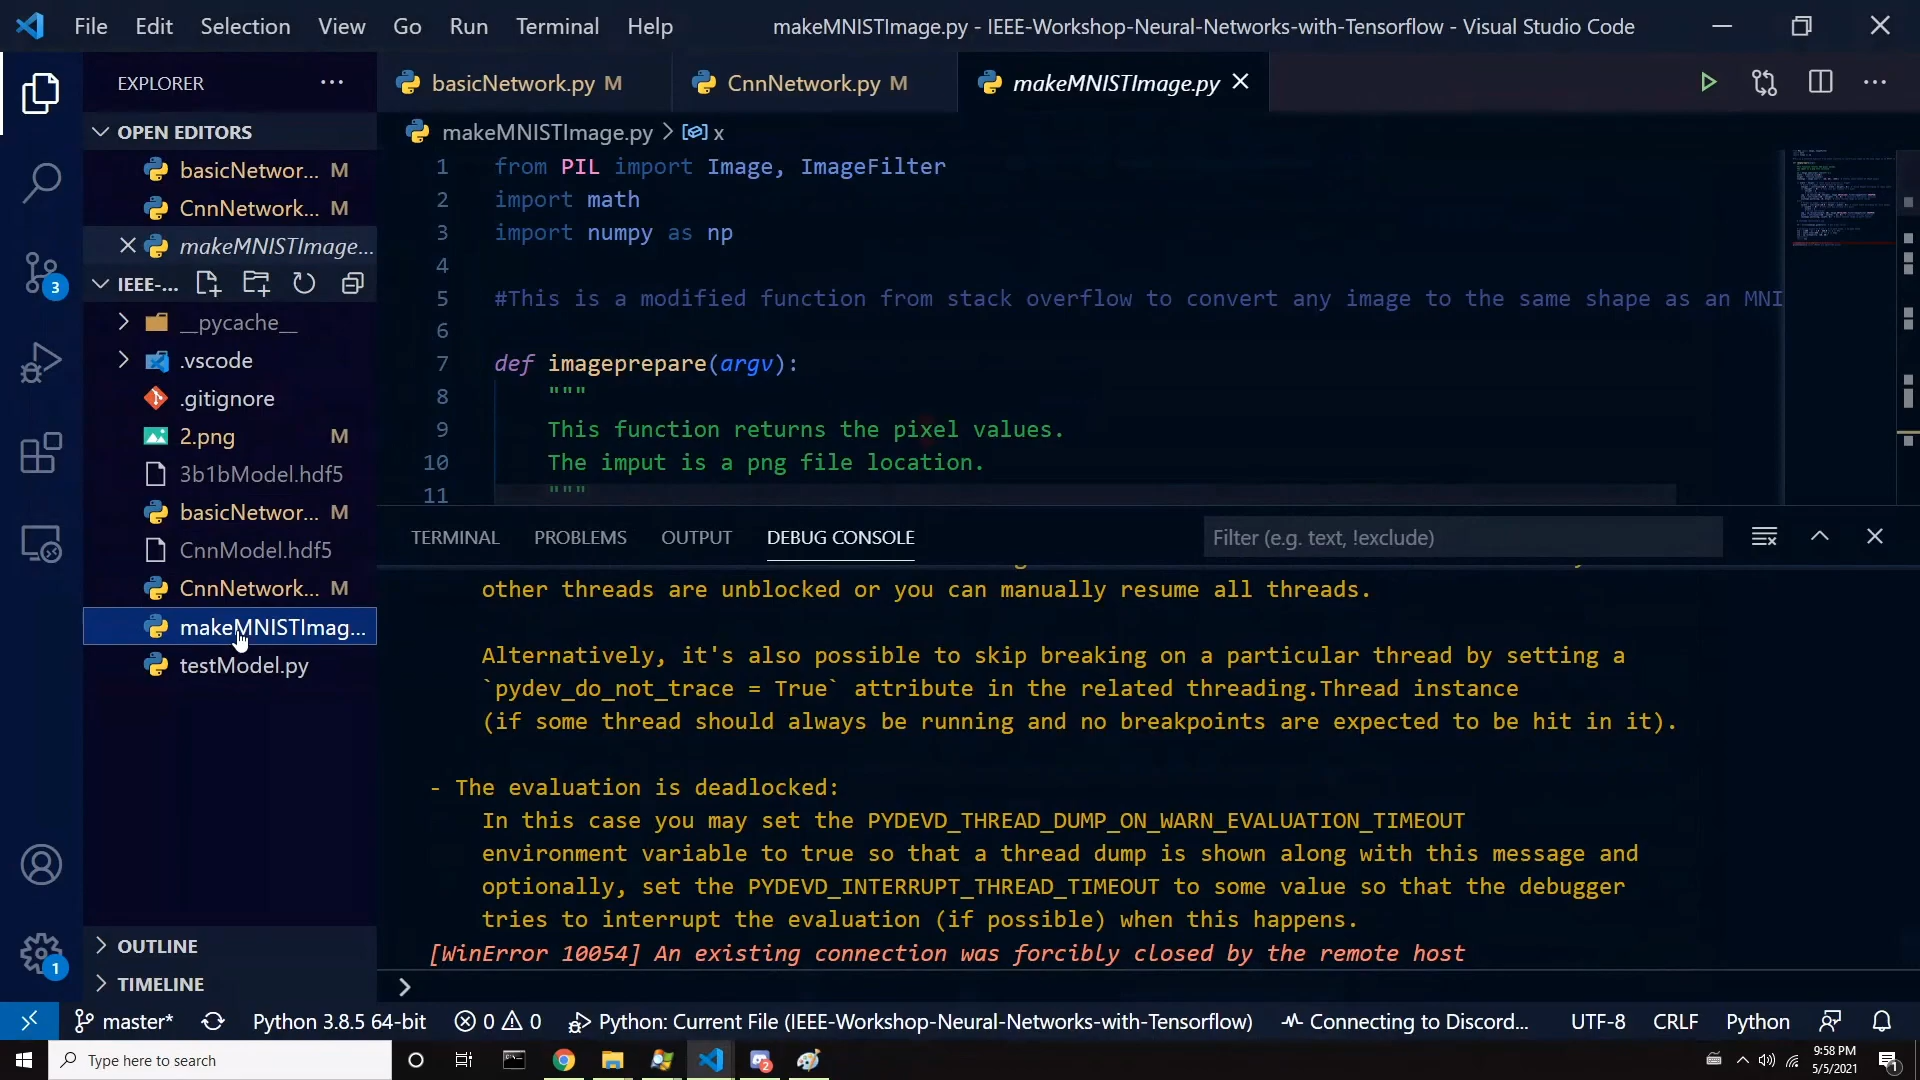 File Edit Selection View Go Run Terminal Help makeMNISTImage.py - IEEE-Workshop-Neural-Networks-with-Tensorflow - Visual Studio Code
EXPLORER
basicNetwork.py M
CnnNetwork.py M
makeMNISTImage.py
OPEN EDITORS
basicNetwor... M
CnnNetwork... M
makeMNISTImage...
IEEE-...
__pycache__
.vscode
.gitignore
2.png M
3b1bModel.hdf5
basicNetwor... M
CnnModel.hdf5
CnnNetwork... M
makeMNISTImag...
testModel.py
OUTLINE
TIMELINE
3
1
makeMNISTImage.py > x
1 from PIL import Image, ImageFilter
2 import math
3 import numpy as np
4
5 #This is a modified function from stack overflow to convert any image to the same shape as an MNI
6
7 def imageprepare(argv):
8 """
9 This function returns the pixel values.
10 The imput is a png file location.
11 """
TERMINAL PROBLEMS OUTPUT DEBUG CONSOLE Filter (e.g. text, !exclude)
other threads are unblocked or you can manually resume all threads.
Alternatively, it's also possible to skip breaking on a particular thread by setting a
`pydev_do_not_trace = True` attribute in the related threading.Thread instance
(if some thread should always be running and no breakpoints are expected to be hit in it).
- The evaluation is deadlocked:
In this case you may set the PYDEVD_THREAD_DUMP_ON_WARN_EVALUATION_TIMEOUT
environment variable to true so that a thread dump is shown along with this message and
optionally, set the PYDEVD_INTERRUPT_THREAD_TIMEOUT to some value so that the debugger
tries to interrupt the evaluation (if possible) when this happens.
[WinError 10054] An existing connection was forcibly closed by the remote host
>
master* Python 3.8.5 64-bit 0 0 Python: Current File (IEEE-Workshop-Neural-Networks-with-Tensorflow) Connecting to Discord... UTF-8 CRLF Python
Type here to search
2
9:58 PM
5/5/2021
1